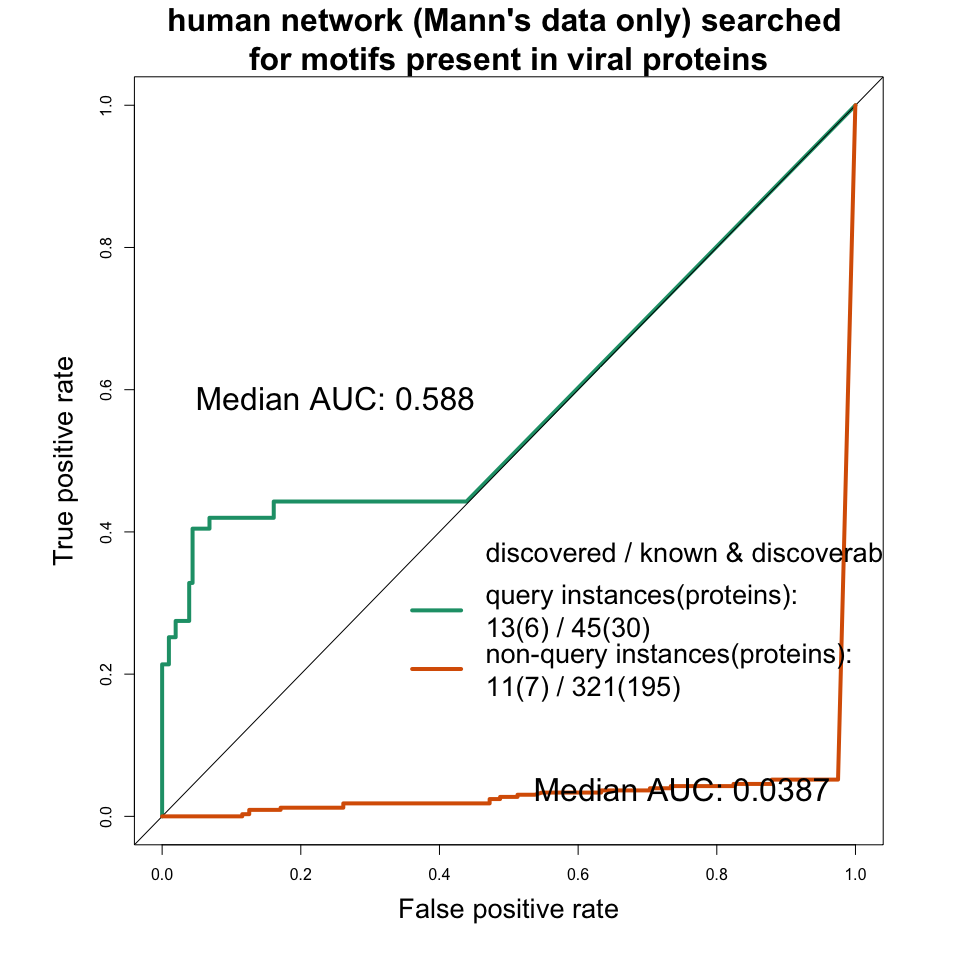 human network (Mann's data only) searched
for motifs present in viral proteins
1.0
0.8
0.6
0.4
0.2
0.0
True positive rate
Median AUC: 0.588
discovered / known & discoverab
query instances(proteins):
13(6) / 45(30)
non-query instances(proteins):
11(7) / 321(195)
Median AUC: 0.0387
0.0 0.2 0.4 0.6 0.8 1.0
False positive rate